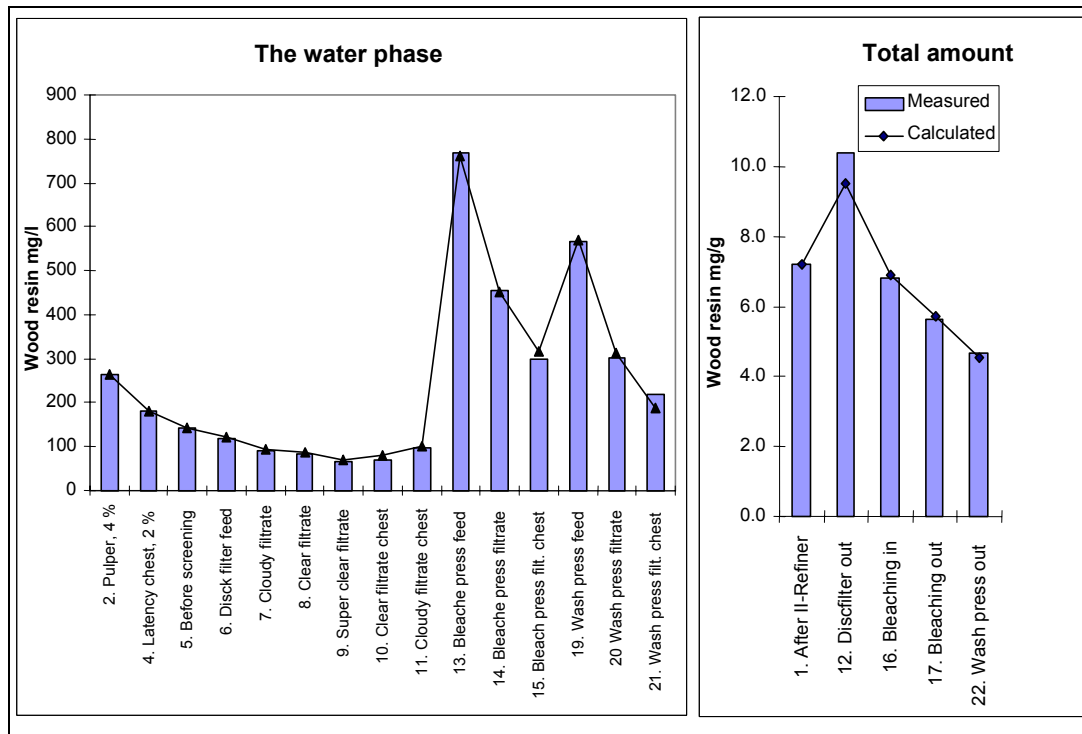 The water phase
Wood resin mg/l
900
800
700
600
500
400
300
200
100
0
2. Pulper, 4 %
4. Latency chest, 2 %
5. Before screening
6. Disck filter feed
7. Cloudy filtrate
8. Clear filtrate
9. Super clear filtrate
10. Clear filtrate chest
11. Cloudy filtrate chest
13. Bleache press feed
14. Bleache press filtrate
15. Bleach press filt. chest
19. Wash press feed
20 Wash press filtrate
21. Wash press filt. chest
Total amount
Measured
Calculated
Wood resin mg/g
12.0
10.0
8.0
6.0
4.0
2.0
0.0
1. After II-Refiner
12. Discfilter out
16. Bleaching in
17. Bleaching out
22. Wash press out